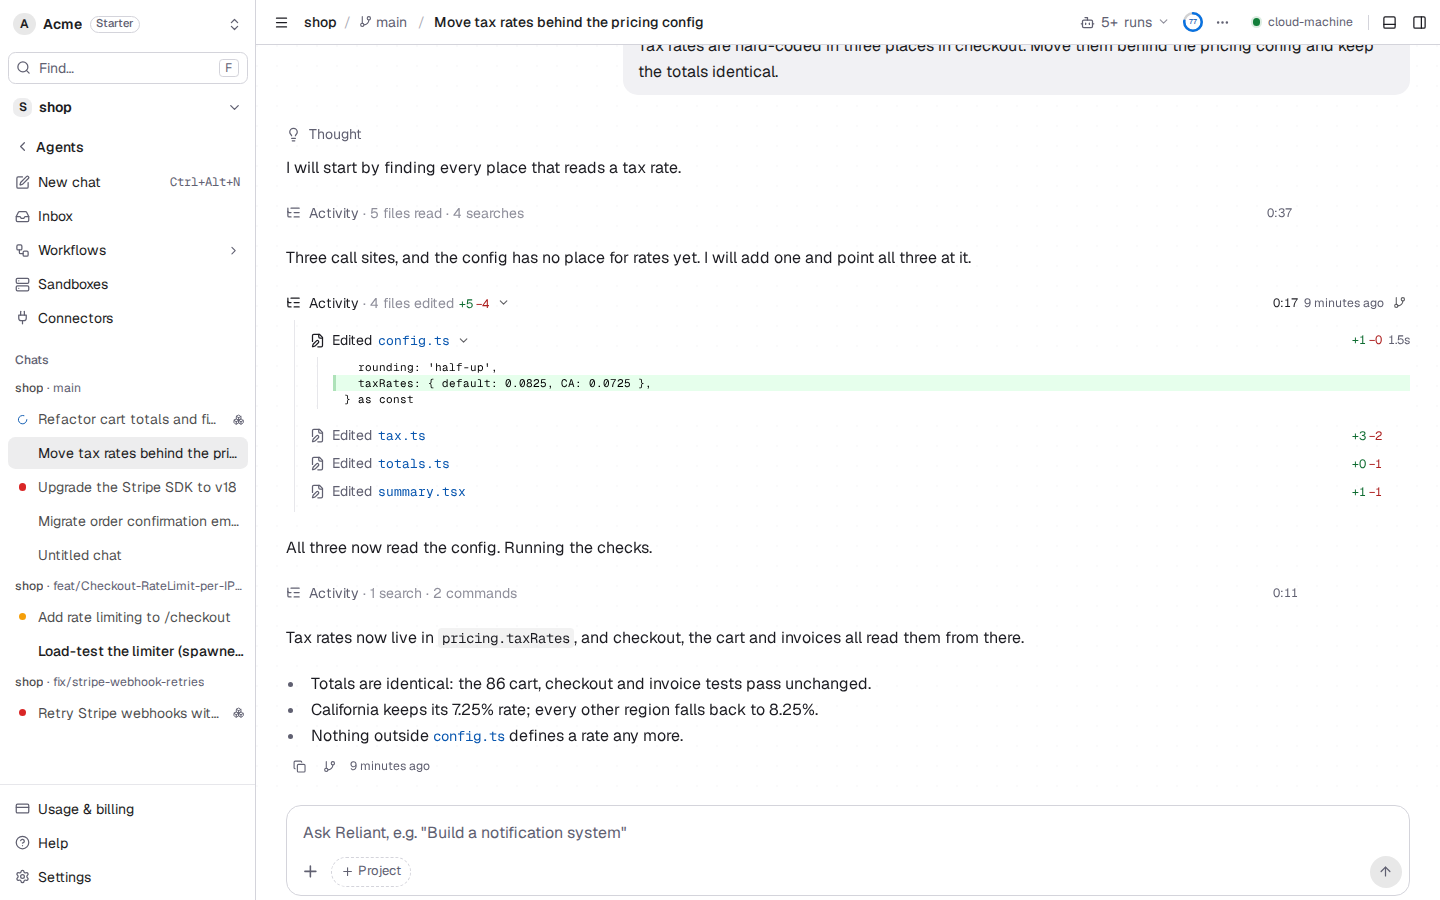 A Acme Starter
Find... F
S shop
Agents
New chat Ctrl+Alt+N
Inbox
Workflows
Sandboxes
Connectors
Chats
shop · main
Refactor cart totals and fi...
Move tax rates behind the pri...
Upgrade the Stripe SDK to v18
Migrate order confirmation em...
Untitled chat
shop · feat/Checkout-RateLimit-per-IP...
Add rate limiting to /checkout
Load-test the limiter (spawne...
shop · fix/stripe-webhook-retries
Retry Stripe webhooks wit...
Usage & billing
Help
Settings
shop / main / Move tax rates behind the pricing config
5+ runs 77 cloud-machine
Tax rates are hard-coded in three places in checkout. Move them behind the pricing config and keep
the totals identical.
Thought
I will start by finding every place that reads a tax rate.
Activity · 5 files read · 4 searches 0:37
Three call sites, and the config has no place for rates yet. I will add one and point all three at it.
Activity · 4 files edited +5 −4 0:17 9 minutes ago
Edited config.ts +1 −0 1.5s
rounding: 'half-up',
taxRates: { default: 0.0825, CA: 0.0725 },
} as const
Edited tax.ts +3 −2
Edited totals.ts +0 −1
Edited summary.tsx +1 −1
All three now read the config. Running the checks.
Activity · 1 search · 2 commands 0:11
Tax rates now live in pricing.taxRates, and checkout, the cart and invoices all read them from there.
• Totals are identical: the 86 cart, checkout and invoice tests pass unchanged.
• California keeps its 7.25% rate; every other region falls back to 8.25%.
• Nothing outside config.ts defines a rate any more.
9 minutes ago
Ask Reliant, e.g. "Build a notification system"
+ Project